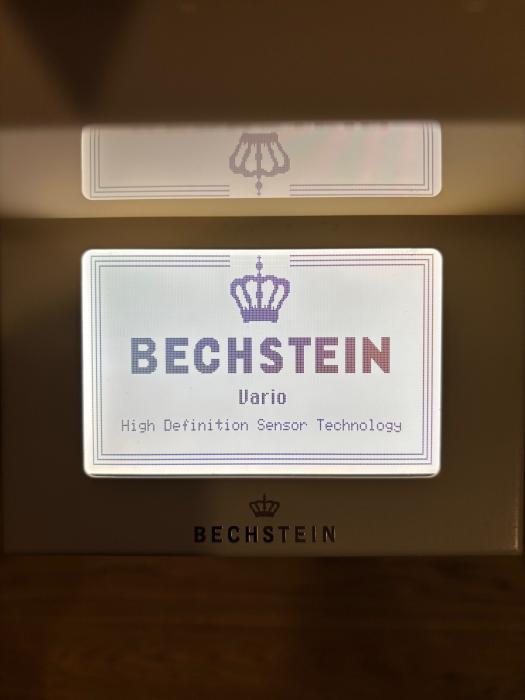 BECHSTEIN
Vario
High Definition Sensor Technology
BECHSTEIN